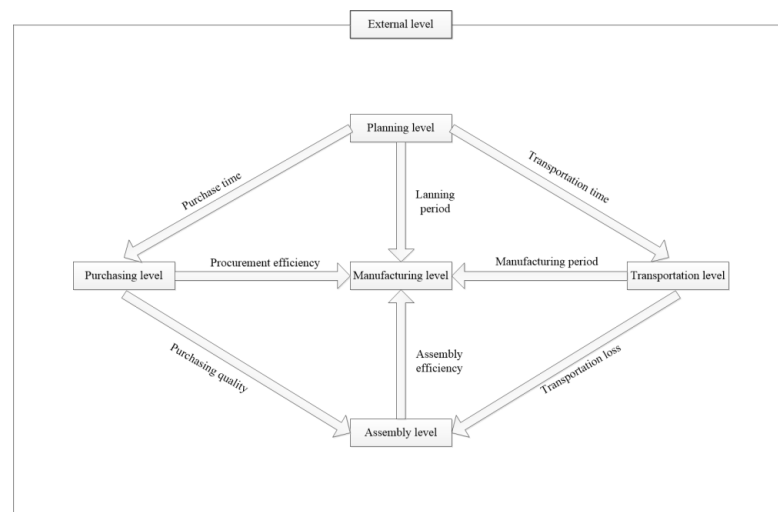 External level
Planning level
Purchase time
Lanning
period
Transportation time
Purchasing level
Procurement efficiency
Manufacturing level
Manufacturing period
Transportation level
Purchasing quality
Assembly
efficiency
Transportation loss
Assembly level